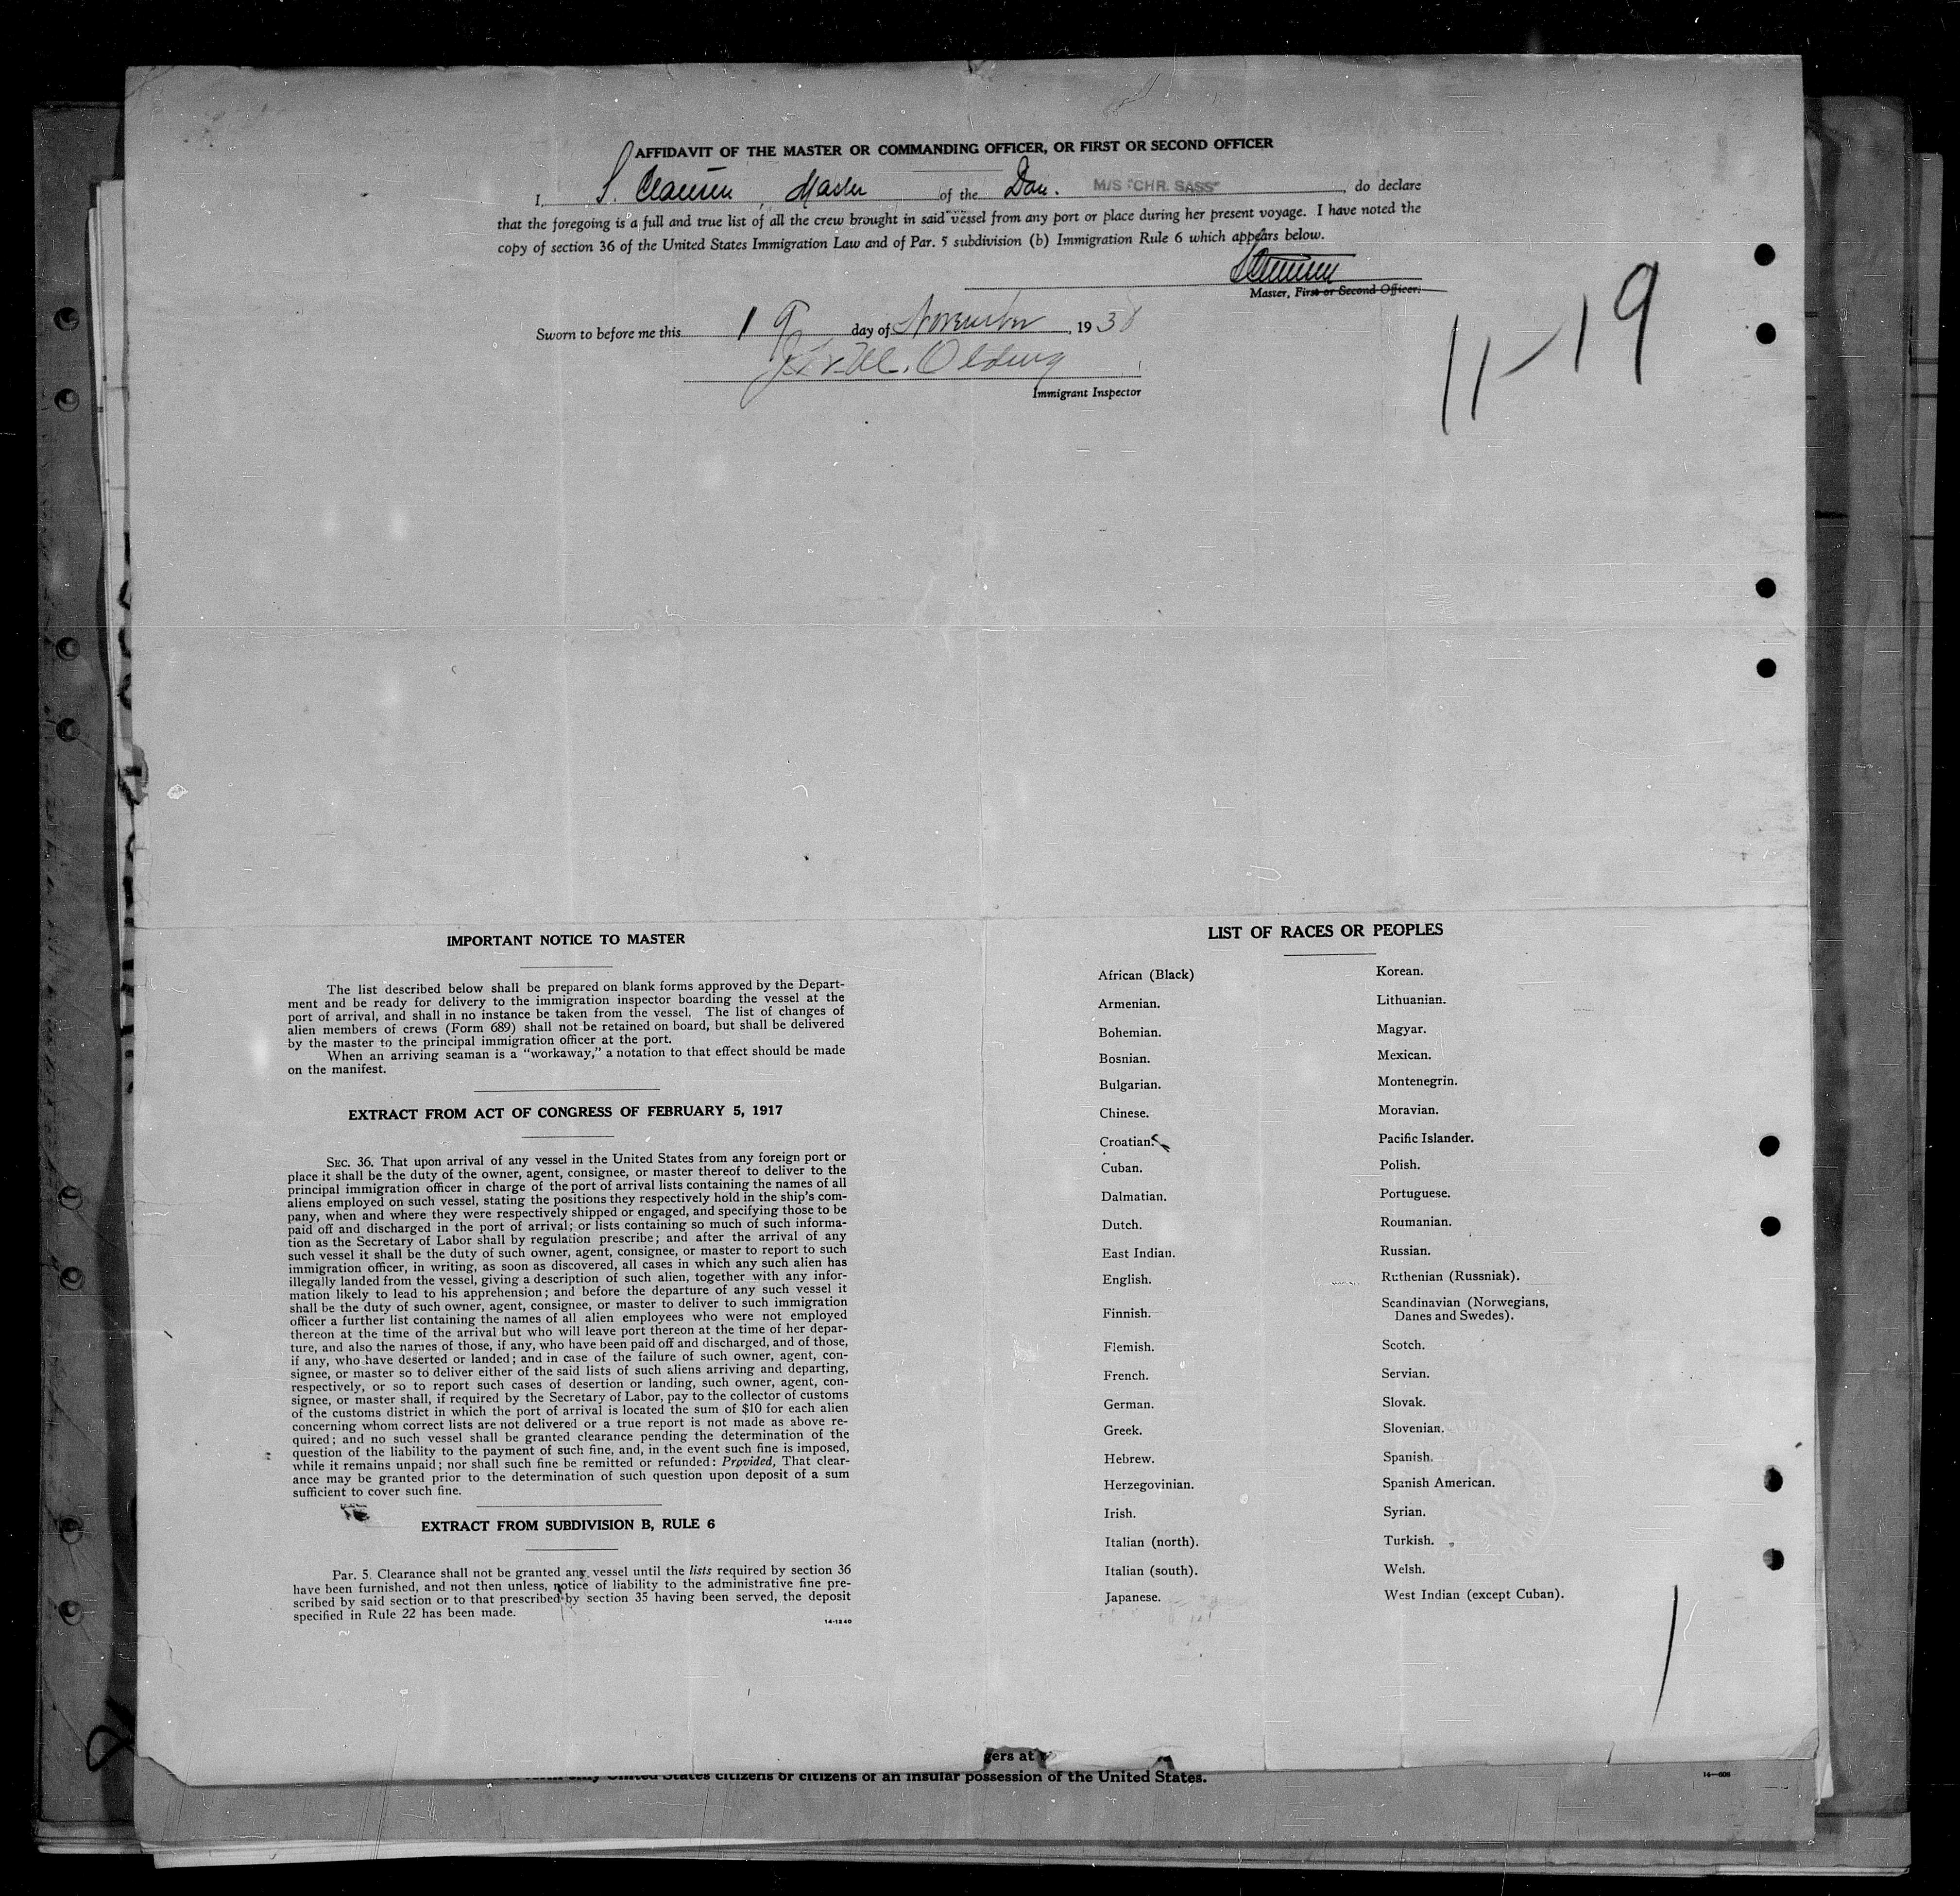 AFFIDAVIT OF THE MASTER OR COMMANDING OFFICER, OR FIRST OR SECOND OFFICER
I, S. Clausen, Master of the Dan. M/S "CHR. SASS", do declare
that the foregoing is a full and true list of all the crew brought in said vessel from any port or place during her present voyage. I have noted the
copy of section 36 of the United States Immigration Law and of Par. 5 subdivision (b) Immigration Rule 6 which appears below.
SClausen
Master, First or Second Officer.
Sworn to before me this 19 day of November, 1938
Olding
Immigrant Inspector
11-19
IMPORTANT NOTICE TO MASTER
The list described below shall be prepared on blank forms approved by the Depart-
ment and be ready for delivery to the immigration inspector boarding the vessel at the
port of arrival, and shall in no instance be taken from the vessel. The list of changes of
alien members of crews (Form 689) shall not be retained on board, but shall be delivered
by the master to the principal immigration officer at the port.
When an arriving seaman is a "workaway," a notation to that effect should be made
on the manifest.
EXTRACT FROM ACT OF CONGRESS OF FEBRUARY 5, 1917
SEC. 36. That upon arrival of any vessel in the United States from any foreign port or
place it shall be the duty of the owner, agent, consignee, or master thereof to deliver to the
principal immigration officer in charge of the port of arrival lists containing the names of all
aliens employed on such vessel, stating the positions they respectively hold in the ship's com-
pany, when and where they were respectively shipped or engaged, and specifying those to be
paid off and discharged in the port of arrival; or lists containing so much of such informa-
tion as the Secretary of Labor shall by regulation prescribe; and after the arrival of any
such vessel it shall be the duty of such owner, agent, consignee, or master to report to such
immigration officer, in writing, as soon as discovered, all cases in which any such alien has
illegally landed from the vessel, giving a description of such alien, together with any infor-
mation likely to lead to his apprehension; and before the departure of any such vessel it
shall be the duty of such owner, agent, consignee, or master to deliver to such immigration
officer a further list containing the names of all alien employees who were not employed
thereon at the time of the arrival but who will leave port thereon at the time of her depar-
ture, and also the names of those, if any, who have been paid off and discharged, and of those,
if any, who have deserted or landed; and in case of the failure of such owner, agent, con-
signee, or master so to deliver either of the said lists of such aliens arriving and departing,
respectively, or so to report such cases of desertion or landing, such owner, agent, con-
signee, or master shall, if required by the Secretary of Labor, pay to the collector of customs
of the customs district in which the port of arrival is located the sum of $10 for each alien
concerning whom correct lists are not delivered or a true report is not made as above re-
quired; and no such vessel shall be granted clearance pending the determination of the
question of the liability to the payment of such fine, and, in the event such fine is imposed,
while it remains unpaid; nor shall such fine be remitted or refunded: Provided, That clear-
ance may be granted prior to the determination of such question upon deposit of a sum
sufficient to cover such fine.
EXTRACT FROM SUBDIVISION B, RULE 6
Par. 5. Clearance shall not be granted any vessel until the lists required by section 36
have been furnished, and not then unless, notice of liability to the administrative fine pre-
scribed by said section or to that prescribed by section 35 having been served, the deposit
specified in Rule 22 has been made.
14-1240
LIST OF RACES OR PEOPLES
African (Black)
Armenian.
Bohemian.
Bosnian.
Bulgarian.
Chinese.
Croatian.
Cuban.
Dalmatian.
Dutch.
East Indian.
English.
Finnish.
Flemish.
French.
German.
Greek.
Hebrew.
Herzegovinian.
Irish.
Italian (north).
Italian (south).
Japanese.
Korean.
Lithuanian.
Magyar.
Mexican.
Montenegrin.
Moravian.
Pacific Islander.
Polish.
Portuguese.
Roumanian.
Russian.
Ruthenian (Russniak).
Scandinavian (Norwegians,
Danes and Swedes).
Scotch.
Servian.
Slovak.
Slovenian.
Spanish.
Spanish American.
Syrian.
Turkish.
Welsh.
West Indian (except Cuban).
gers at
only United States citizens or citizens of an insular possession of the United States.
14-606